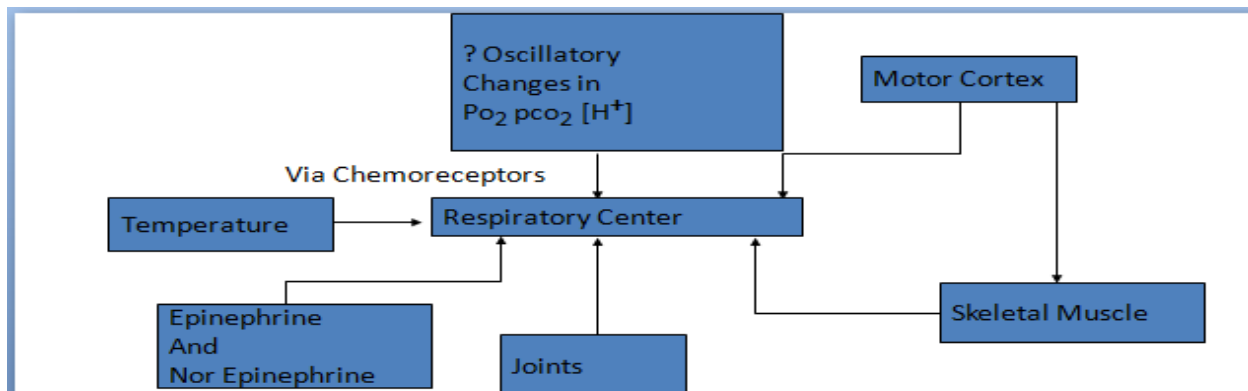 ? Oscillatory
Changes in
Po₂ pco₂ [H⁺]
Motor Cortex
Via Chemoreceptors
Temperature
Respiratory Center
Epinephrine
And
Nor Epinephrine
Joints
Skeletal Muscle